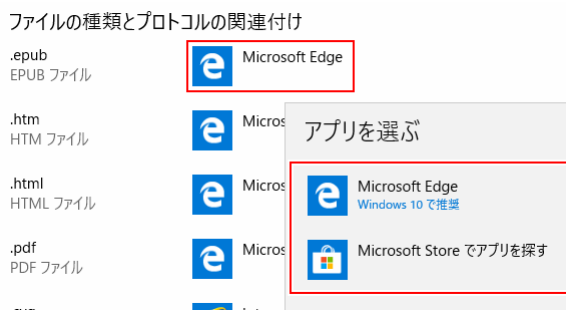 ファイルの種類とプロトコルの関連付け
.epub
EPUB ファイル
Microsoft Edge
.htm
HTM ファイル
Micros
.html
HTML ファイル
Micros
.pdf
PDF ファイル
Micros
アプリを選ぶ
Microsoft Edge
Windows 10 で推奨
Microsoft Store でアプリを探す